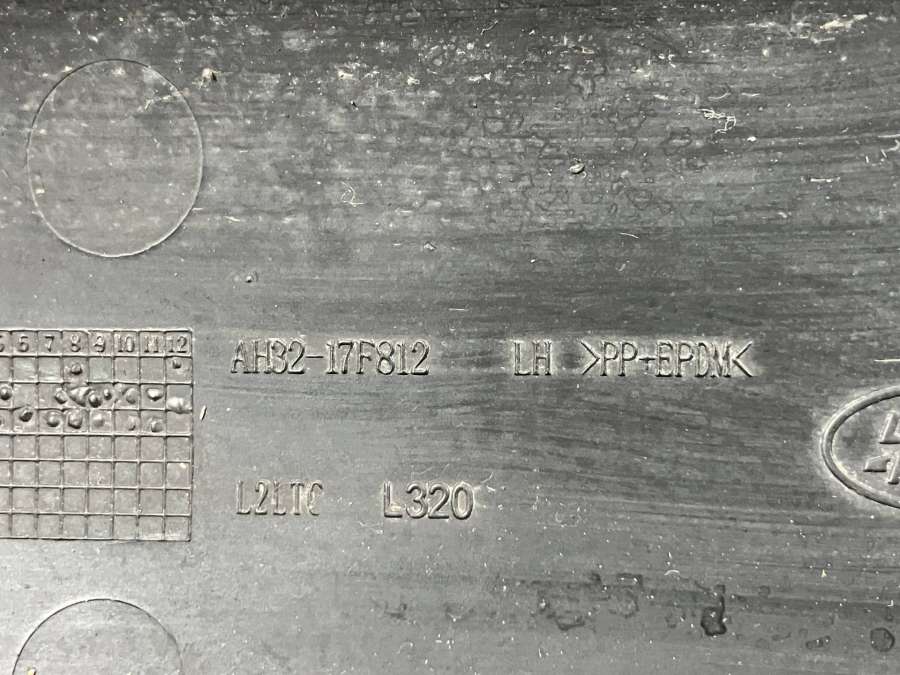 5 6 7 8 9 10 11 12
AH32-17F812 LH >PP+EPDM<
L2LTC L320